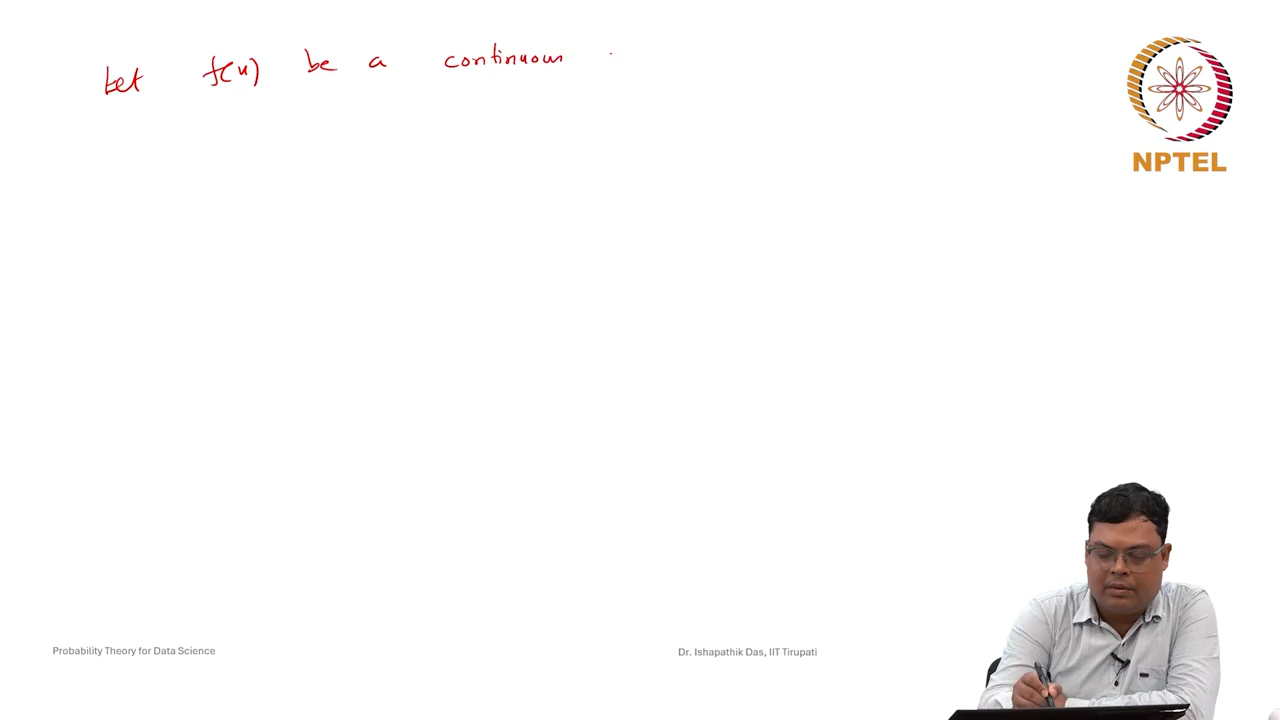 Let f(x) be a continuous
NPTEL
Probability Theory for Data Science
Dr. Ishapathik Das, IIT Tirupati